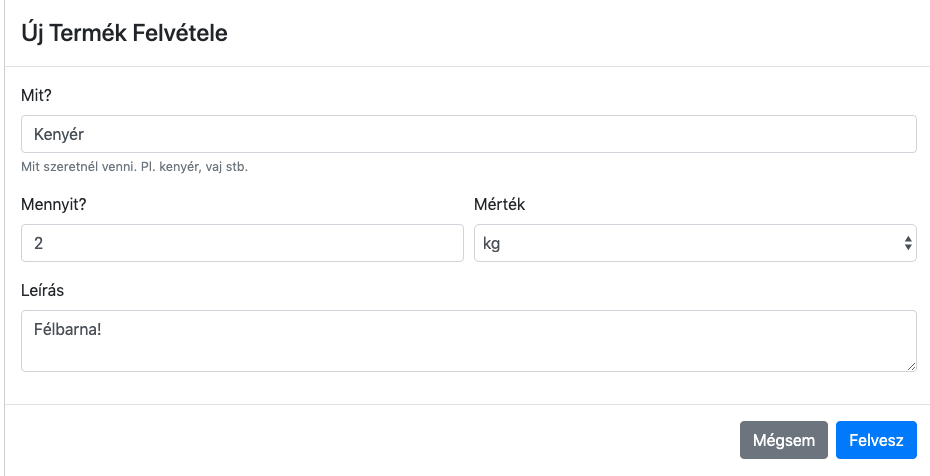 Új Termék Felvétele
Mit?
Kenyér
Mit szeretnél venni. Pl. kenyér, vaj stb.
Mennyit? Mérték
2 kg
Leírás
Félbarna!
Mégsem Felvesz